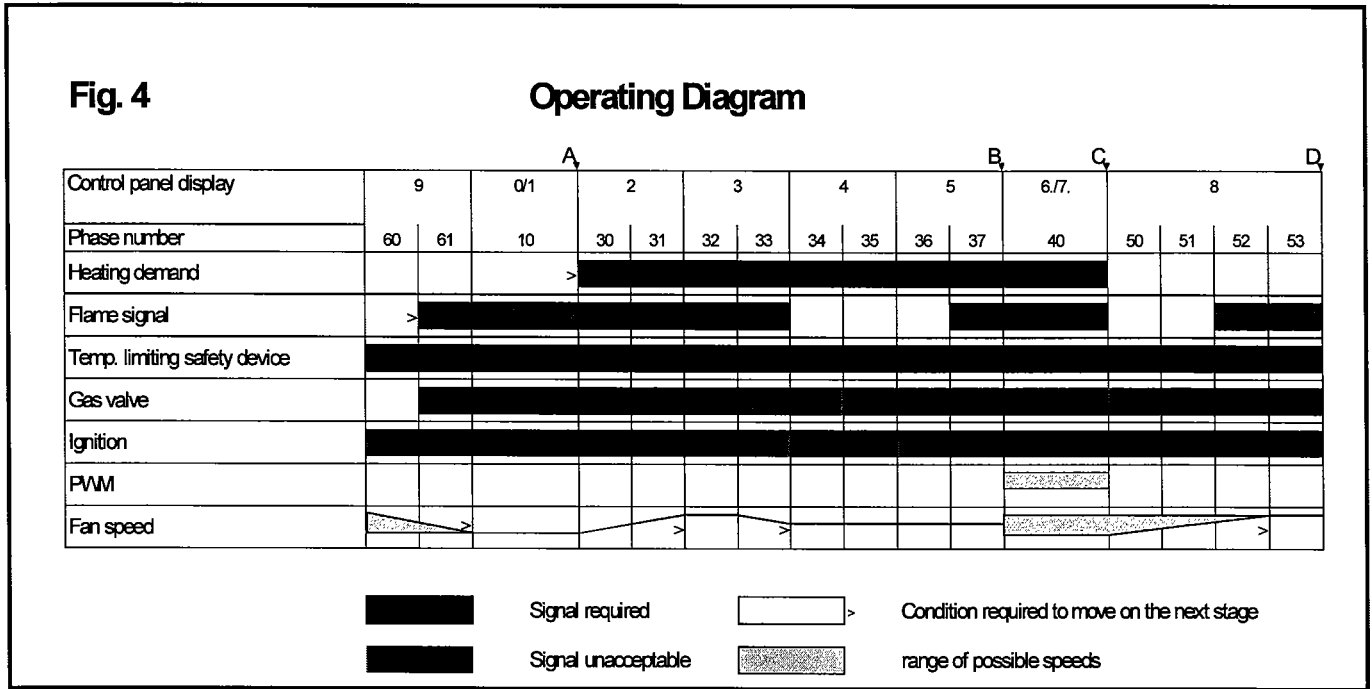 Fig. 4 Operating Diagram
A B C D
Control panel display 9 0/1 2 3 4 5 6./7. 8
Phase number 60 61 10 30 31 32 33 34 35 36 37 40 50 51 52 53
Heating demand >
Flame signal >
Temp. limiting safety device
Gas valve
Ignition
PWM
Fan speed > > > >
Signal required > Condition required to move on the next stage
Signal unacceptable range of possible speeds